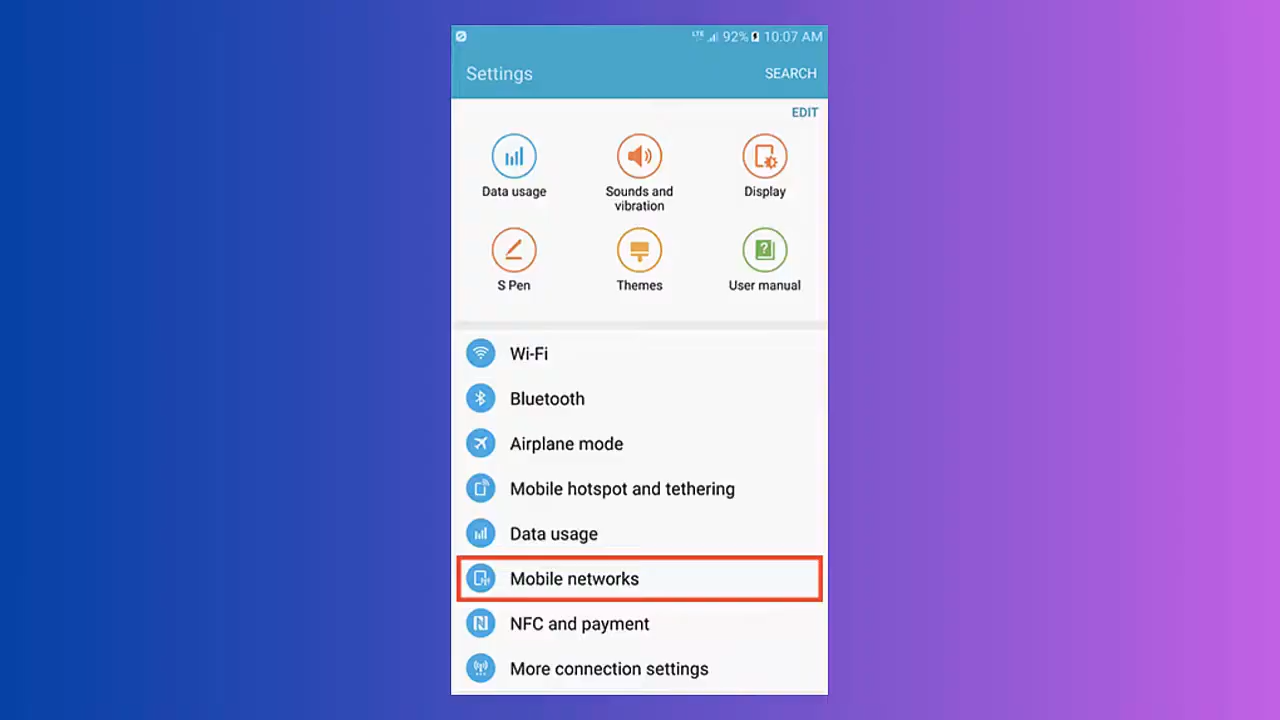 LTE 92% 10:07 AM
Settings SEARCH
EDIT
Data usage Sounds and vibration Display
S Pen Themes User manual
Wi-Fi
Bluetooth
Airplane mode
Mobile hotspot and tethering
Data usage
Mobile networks
NFC and payment
More connection settings